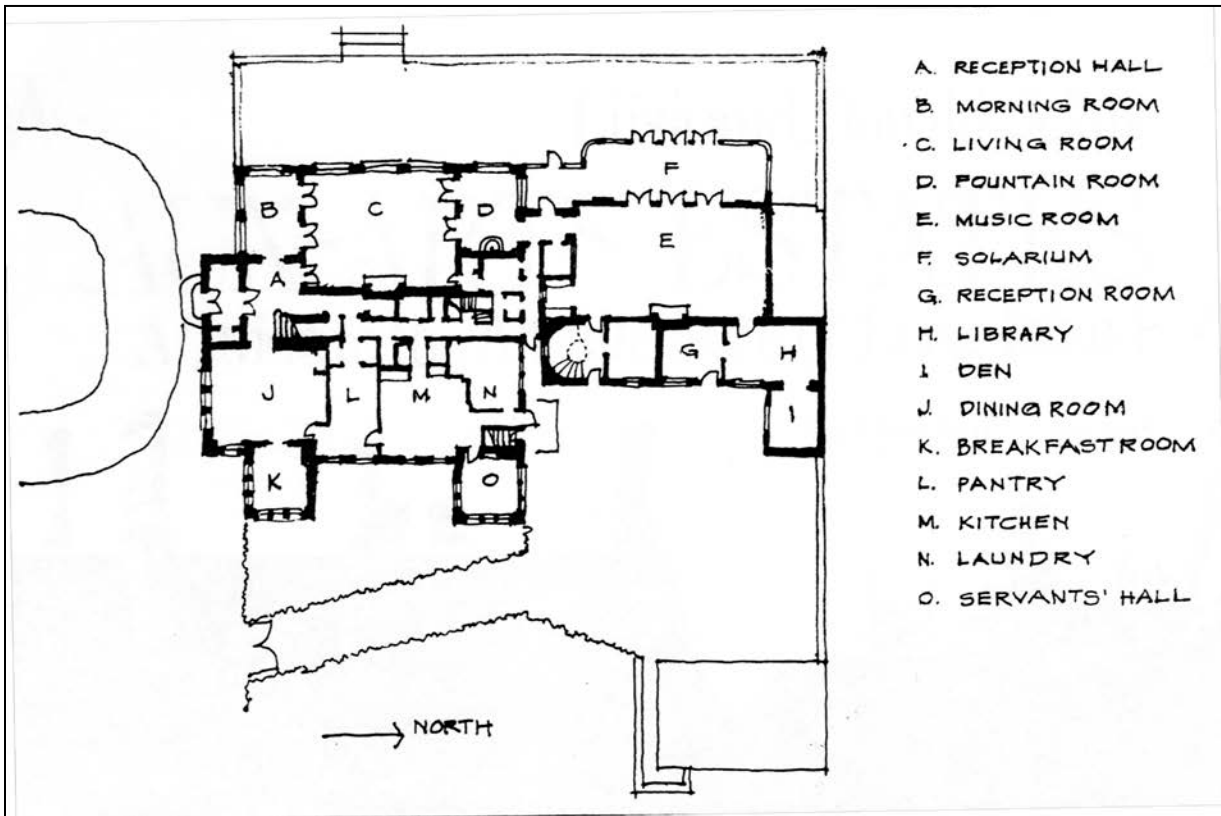 A. RECEPTION HALL
B. MORNING ROOM
C. LIVING ROOM
D. FOUNTAIN ROOM
E. MUSIC ROOM
F. SOLARIUM
G. RECEPTION ROOM
H. LIBRARY
I DEN
J. DINING ROOM
K. BREAKFAST ROOM
L. PANTRY
M. KITCHEN
N. LAUNDRY
O. SERVANTS' HALL
F
B
C
D
E
A
G
H
J
L
M
N
I
K
O
NORTH